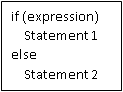 if (expression)
Statement 1
else
Statement 2